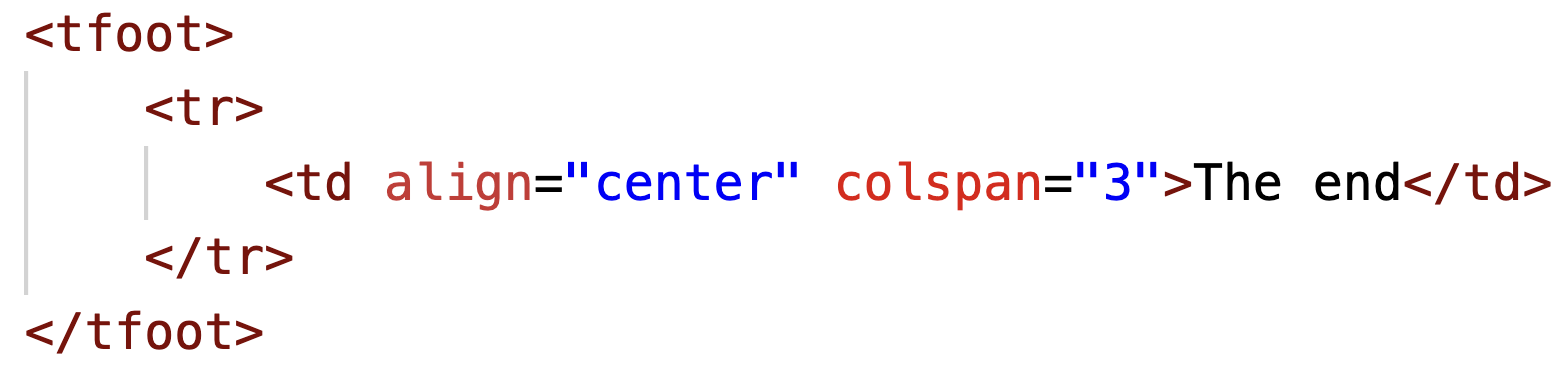 <tfoot>
    <tr>
        <td align="center" colspan="3">The end</td>
    </tr>
</tfoot>